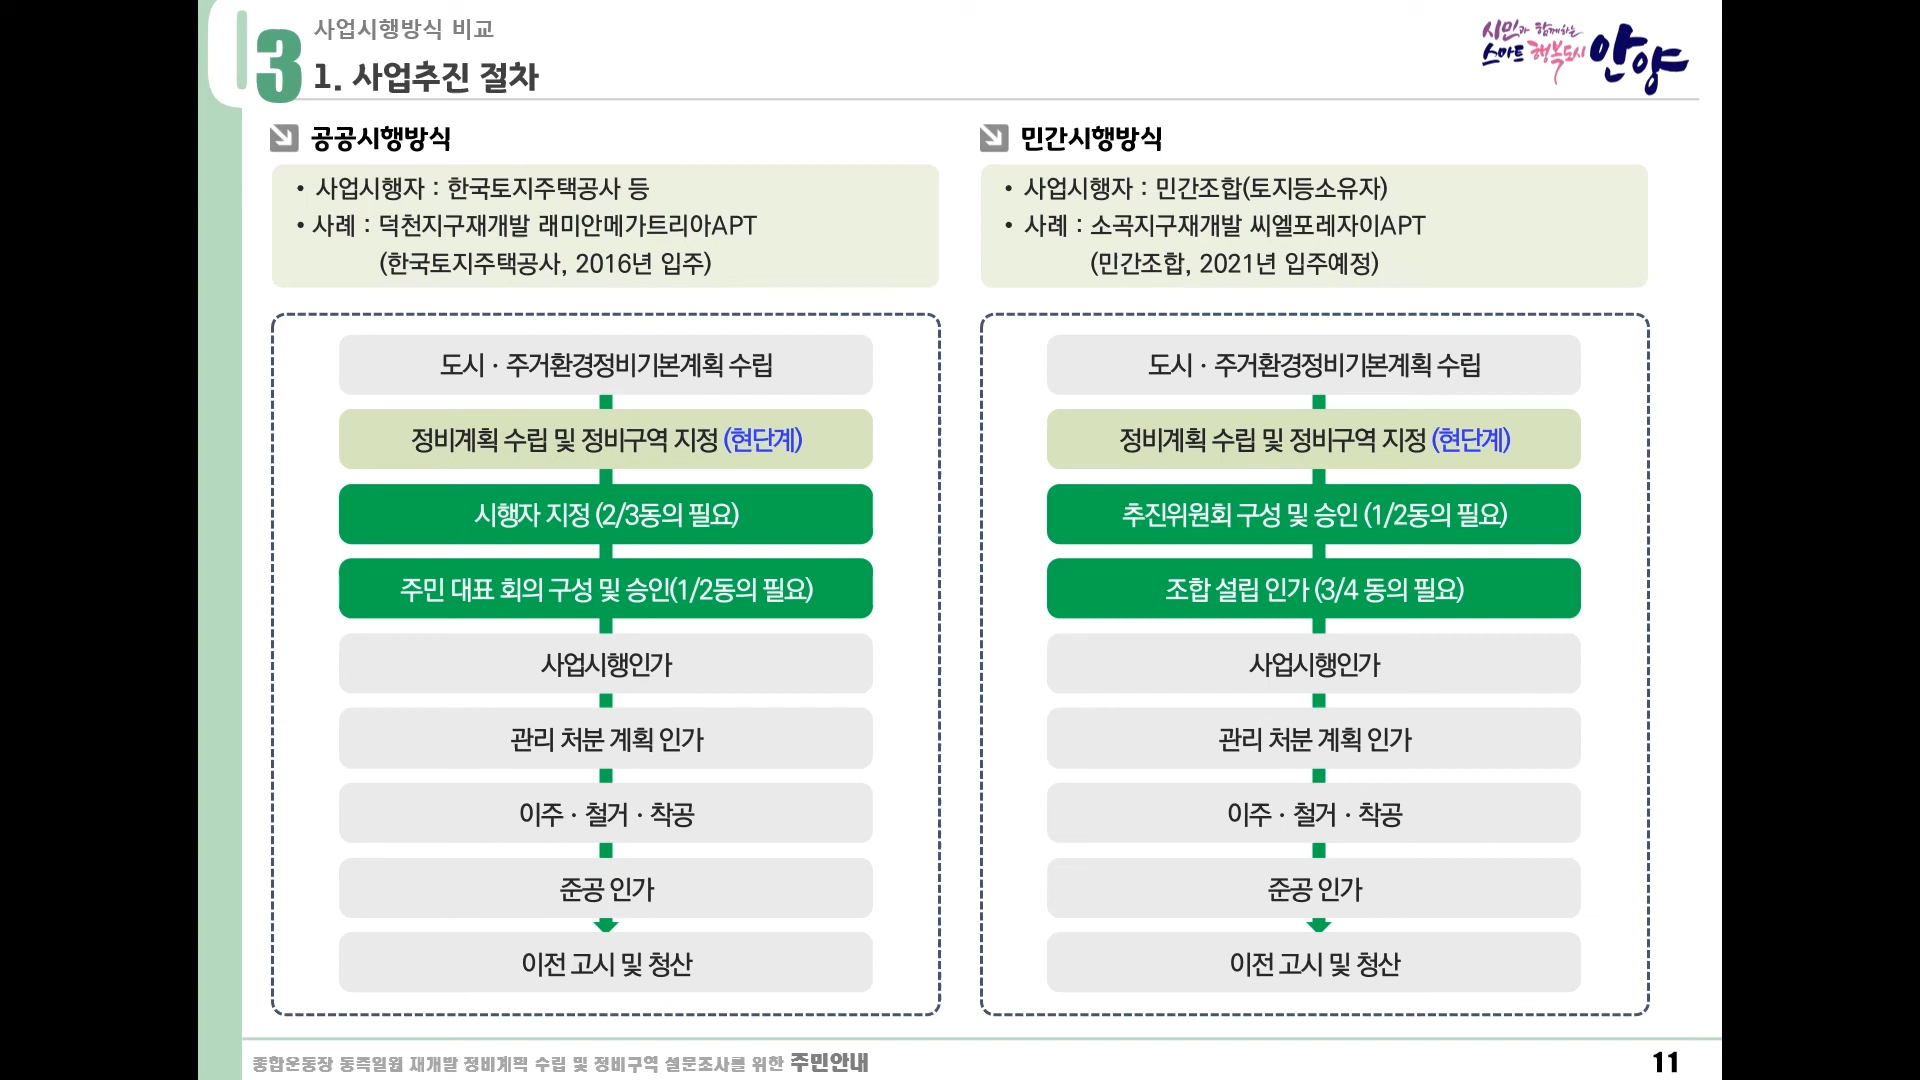 3
사업시행방식 비교
1. 사업추진 절차
시민과 함께하는
스마트 행복도시 안양
공공시행방식
• 사업시행자 : 한국토지주택공사 등
• 사례 : 덕천지구재개발 래미안메가트리아APT
(한국토지주택공사, 2016년 입주)
도시 · 주거환경정비기본계획 수립
정비계획 수립 및 정비구역 지정 (현단계)
시행자 지정 (2/3동의 필요)
주민 대표 회의 구성 및 승인(1/2동의 필요)
사업시행인가
관리 처분 계획 인가
이주 · 철거 · 착공
준공 인가
이전 고시 및 청산
민간시행방식
• 사업시행자 : 민간조합(토지등소유자)
• 사례 : 소곡지구재개발 씨엘포레자이APT
(민간조합, 2021년 입주예정)
도시 · 주거환경정비기본계획 수립
정비계획 수립 및 정비구역 지정 (현단계)
추진위원회 구성 및 승인 (1/2동의 필요)
조합 설립 인가 (3/4 동의 필요)
사업시행인가
관리 처분 계획 인가
이주 · 철거 · 착공
준공 인가
이전 고시 및 청산
종합운동장 동측일원 재개발 정비계획 수립 및 정비구역 설문조사를 위한 주민안내
11